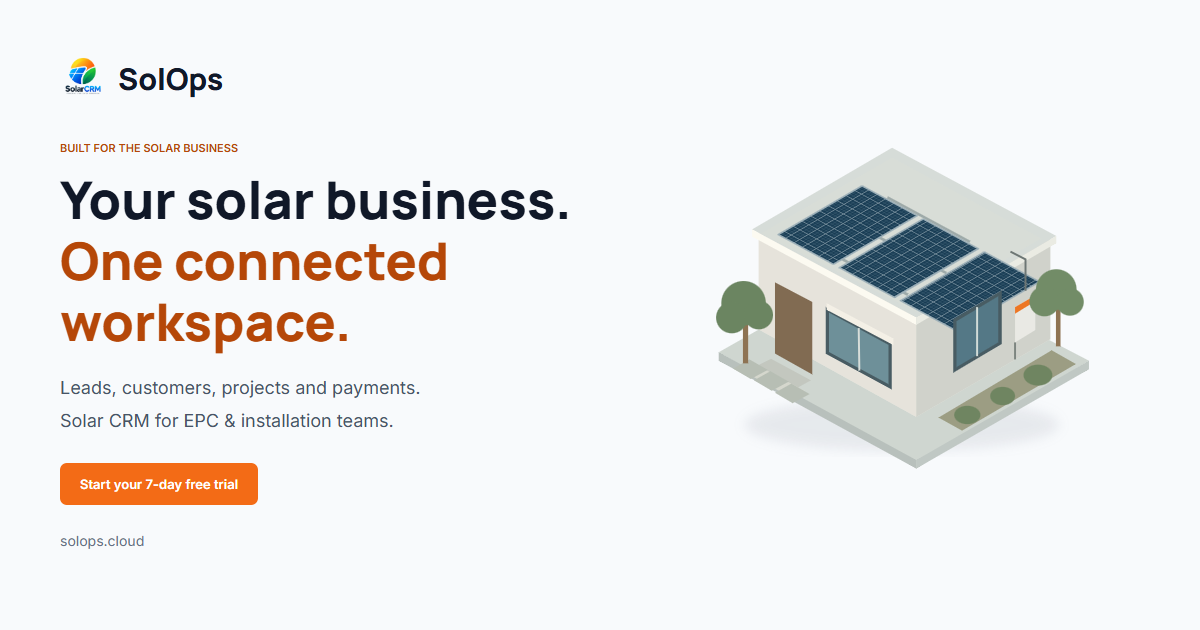 SolarCRM
SolOps
BUILT FOR THE SOLAR BUSINESS
Your solar business.
One connected
workspace.
Leads, customers, projects and payments.
Solar CRM for EPC & installation teams.
Start your 7-day free trial
solops.cloud